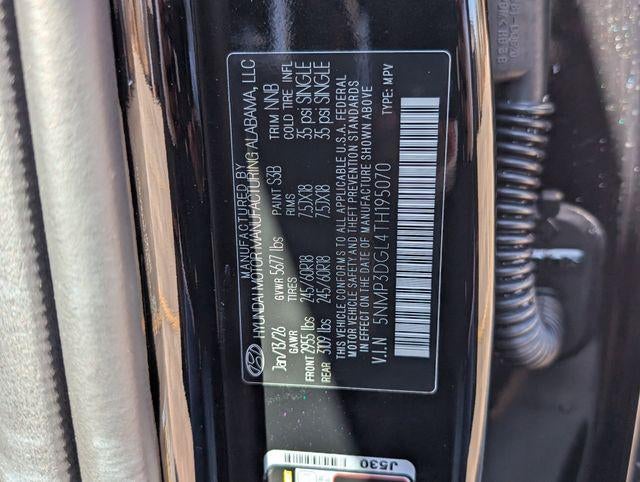 MANUFACTURED BY
HYUNDAI MOTOR MANUFACTURING ALABAMA, LLC
Jan/13/26 GVWR 5677 lbs PAINT S3B TRIM NNB
GAWR TIRES RIMS COLD TIRE INFL
FRONT 2955 lbs 245/60R18 7.5JX18 35 psi SINGLE
REAR 3109 lbs 245/60R18 7.5JX18 35 psi SINGLE
THIS VEHICLE CONFORMS TO ALL APPLICABLE U.S.A. FEDERAL
MOTOR VEHICLE SAFETY AND THEFT PREVENTION STANDARDS
IN EFFECT ON THE DATE OF MANUFACTURE SHOWN ABOVE
V.I.N 5NMP3DGL4TH195070 TYPE: MPV
J530